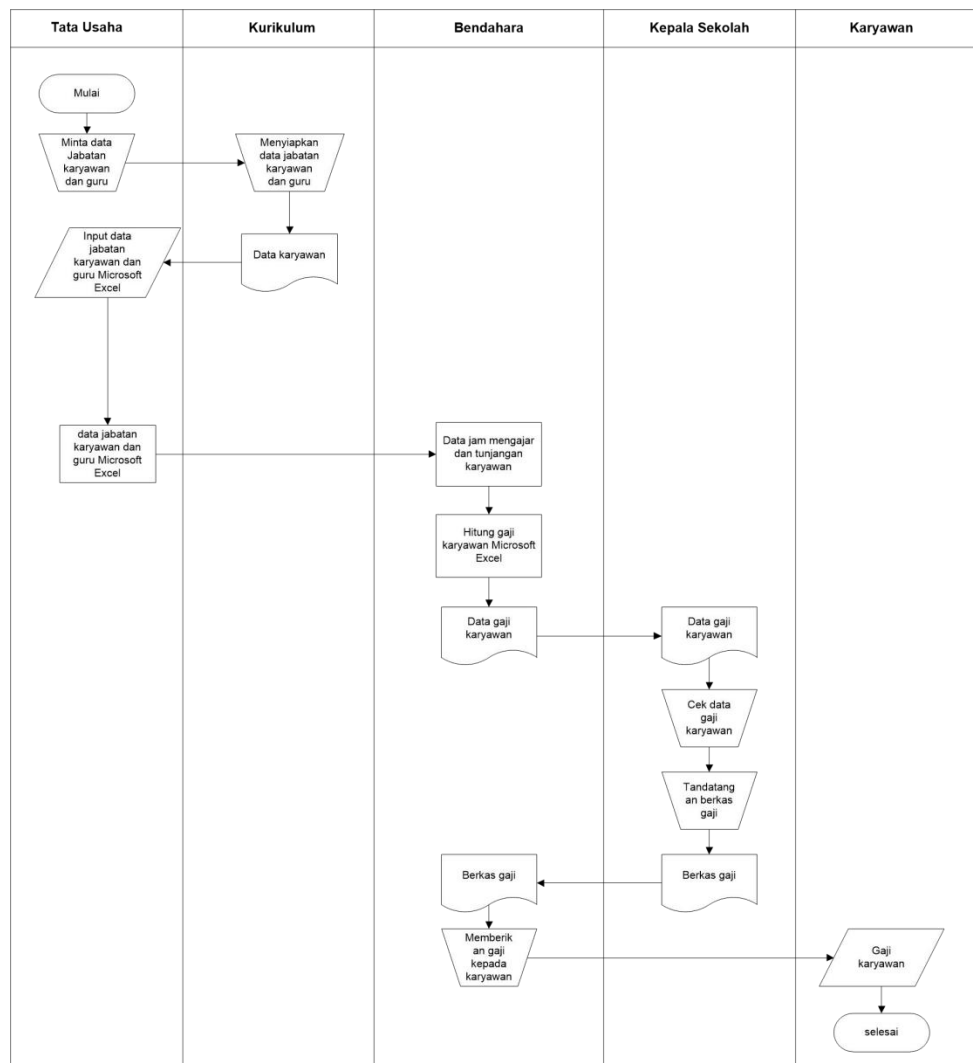 Tata Usaha
Kurikulum
Bendahara
Kepala Sekolah
Karyawan
Mulai
Minta data
Jabatan
karyawan
dan guru
Menyiapkan
data jabatan
karyawan
dan guru
Input data
jabatan
karyawan dan
guru Microsoft
Excel
Data karyawan
data jabatan
karyawan dan
guru Microsoft
Excel
Data jam mengajar
dan tunjangan
karyawan
Hitung gaji
karyawan Microsoft
Excel
Data gaji
karyawan
Data gaji
karyawan
Cek data
gaji
karyawan
Tandatang
an berkas
gaji
Berkas gaji
Berkas gaji
Memberik
an gaji
kepada
karyawan
Gaji
karyawan
selesai